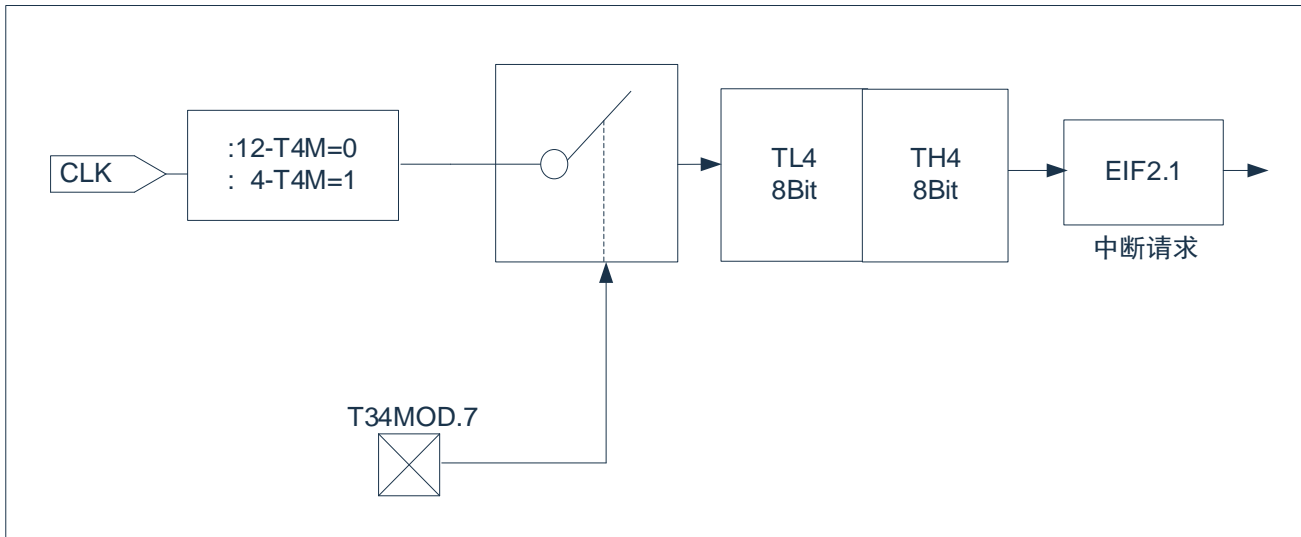 CLK
:12-T4M=0
: 4-T4M=1
TL4
8Bit
TH4
8Bit
EIF2.1
中断请求
T34MOD.7